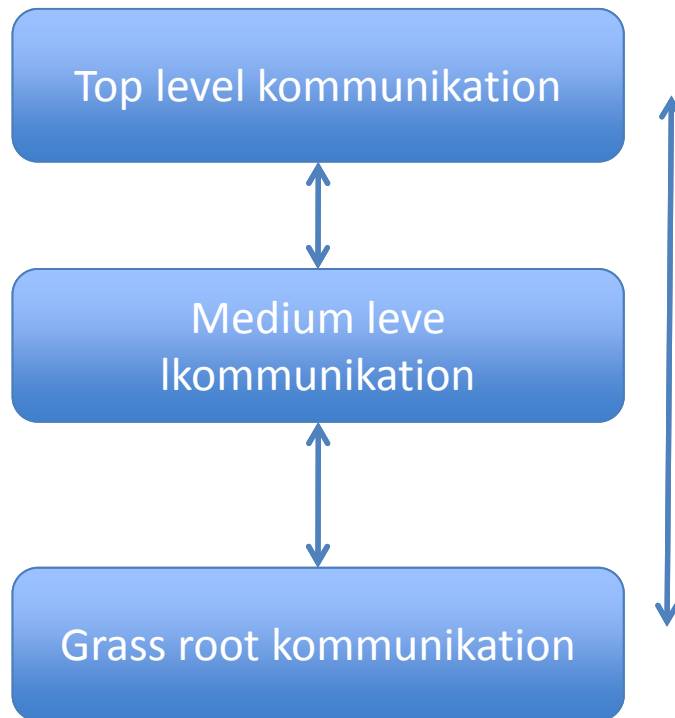 Top level kommunikation
Medium leve
lkommunikation
Grass root kommunikation